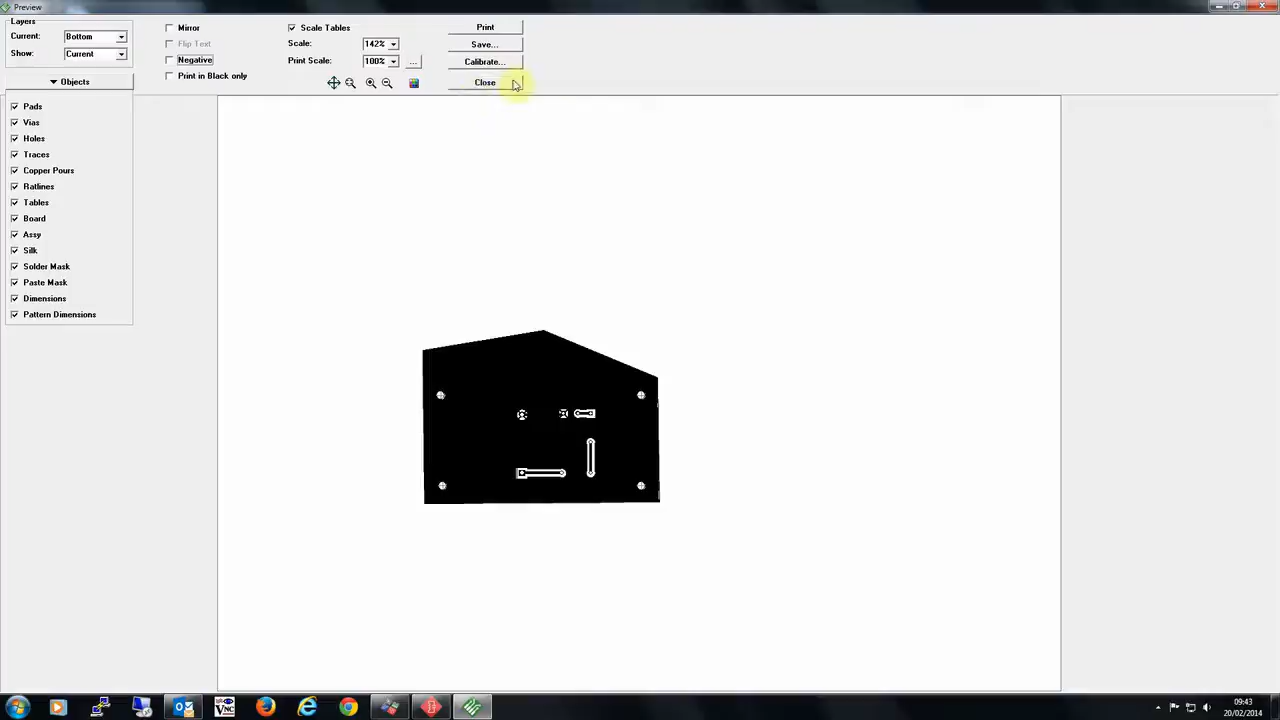 Preview
Layers
Current: Bottom
Show: Current
Objects
Pads
Vias
Holes
Traces
Copper Pours
Ratlines
Tables
Board
Assy
Silk
Solder Mask
Paste Mask
Dimensions
Pattern Dimensions
Mirror
Flip Text
Negative
Print in Black only
Scale Tables
Scale: 142%
Print Scale: 100% ...
Print
Save...
Calibrate...
Close
VNC
09:43
20/02/2014